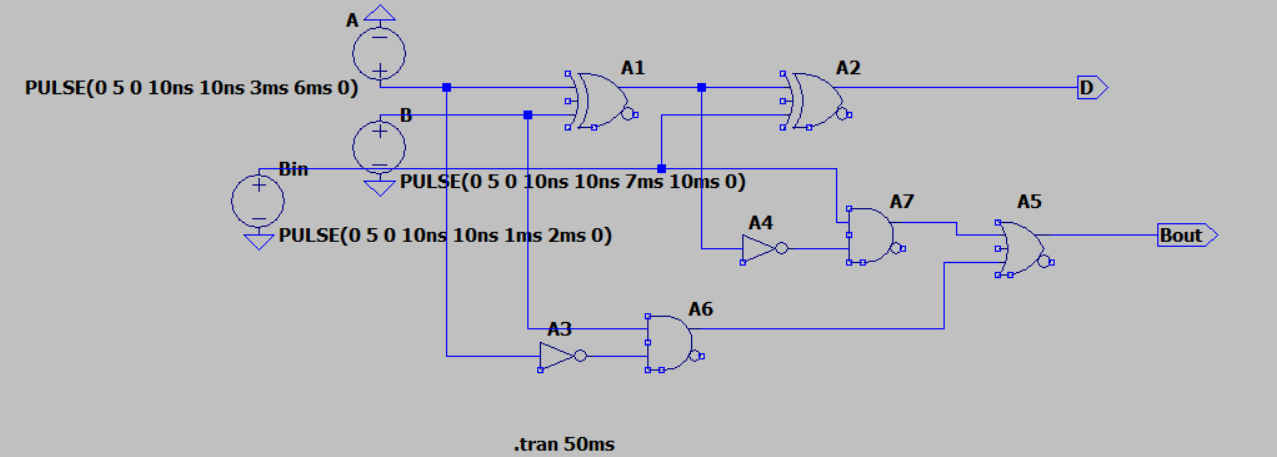 A
PULSE(0 5 0 10ns 10ns 3ms 6ms 0)
A1
A2
D
B
Bin
PULSE(0 5 0 10ns 10ns 7ms 10ms 0)
PULSE(0 5 0 10ns 10ns 1ms 2ms 0)
A4
A7
A5
Bout
A6
A3
.tran 50ms